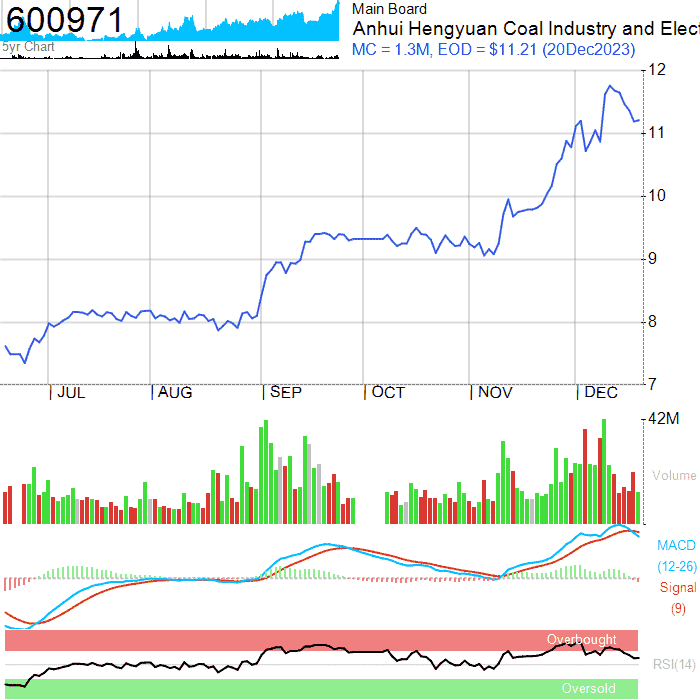 600971
5yr Chart
Main Board
Anhui Hengyuan Coal Industry and Elect
MC = 1.3M, EOD = $11.21 (20Dec2023)
12
11
10
9
8
7
JUL
AUG
SEP
OCT
NOV
DEC
42M
Volume
MACD
(12-26)
Signal
(9)
Overbought
RSI(14)
Oversold